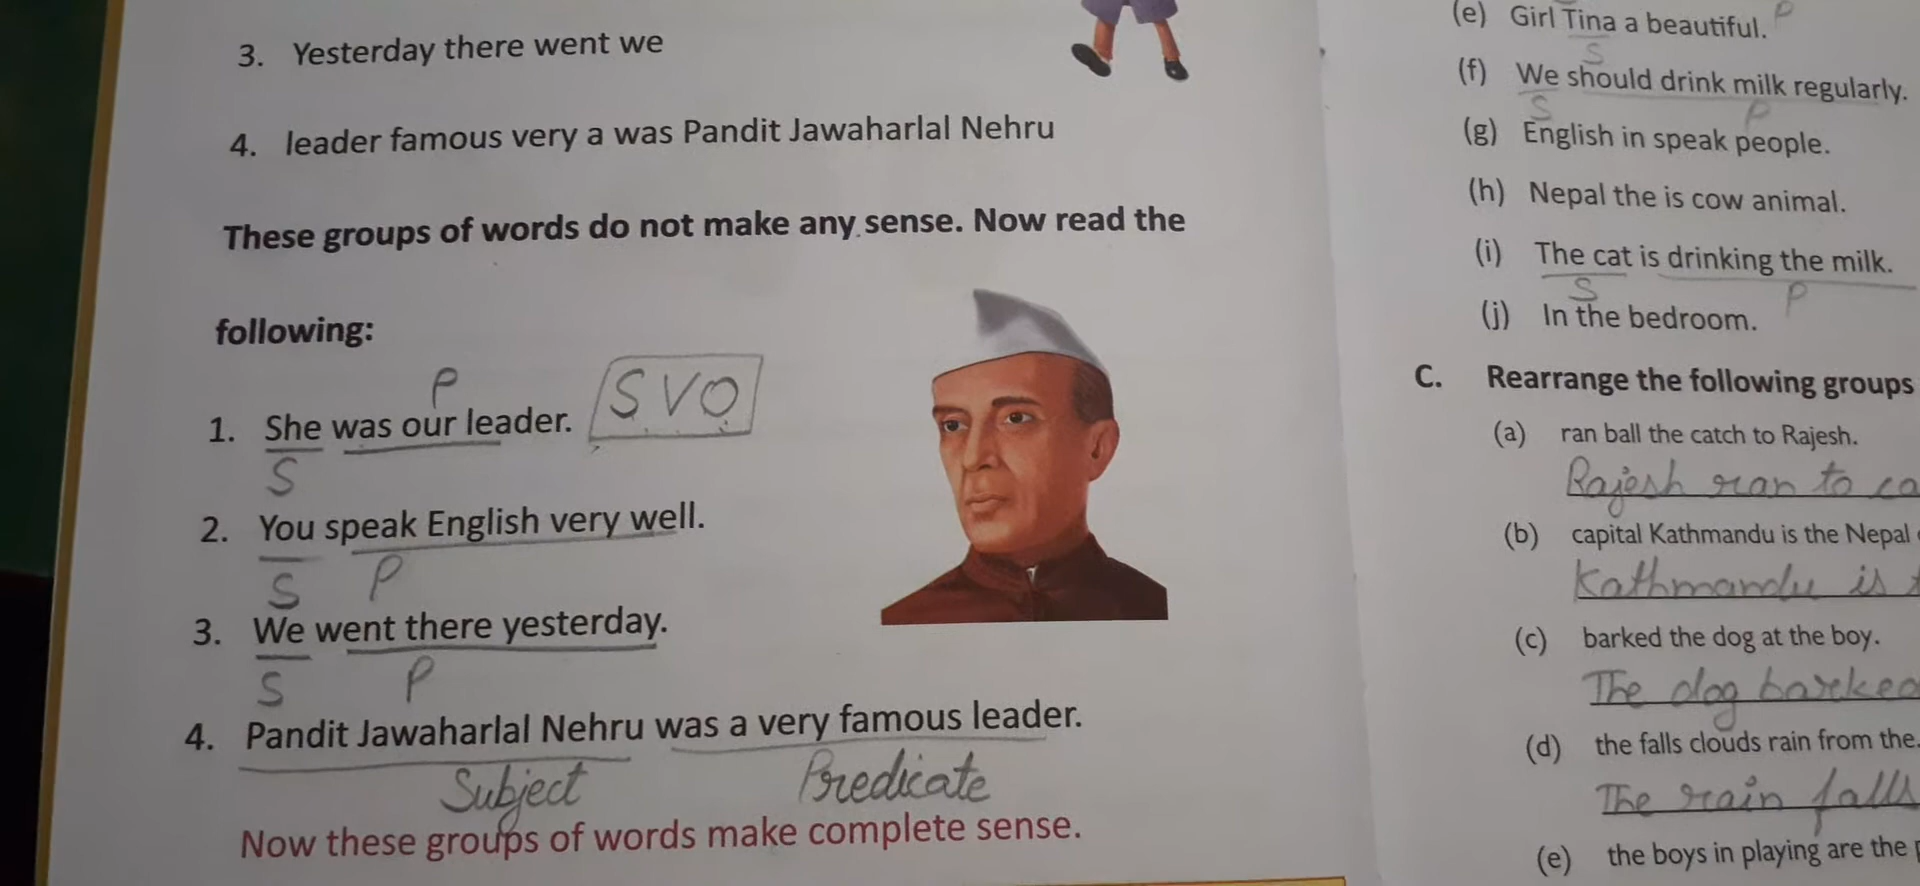 3. Yesterday there went we
4. leader famous very a was Pandit Jawaharlal Nehru
These groups of words do not make any sense. Now read the
following:
P
SVO
1. She was our leader.
S
2. You speak English very well.
S P
3. We went there yesterday.
S P
4. Pandit Jawaharlal Nehru was a very famous leader.
Subject Predicate
Now these groups of words make complete sense.
(e) Girl Tina a beautiful.
S P
(f) We should drink milk regularly.
S P
(g) English in speak people.
(h) Nepal the is cow animal.
(i) The cat is drinking the milk.
S P
(j) In the bedroom.
C. Rearrange the following groups
(a) ran ball the catch to Rajesh.
Rajesh ran to ca
(b) capital Kathmandu is the Nepal
Kathmandu is
(c) barked the dog at the boy.
The dog barked
(d) the falls clouds rain from the.
The rain falls
(e) the boys in playing are the